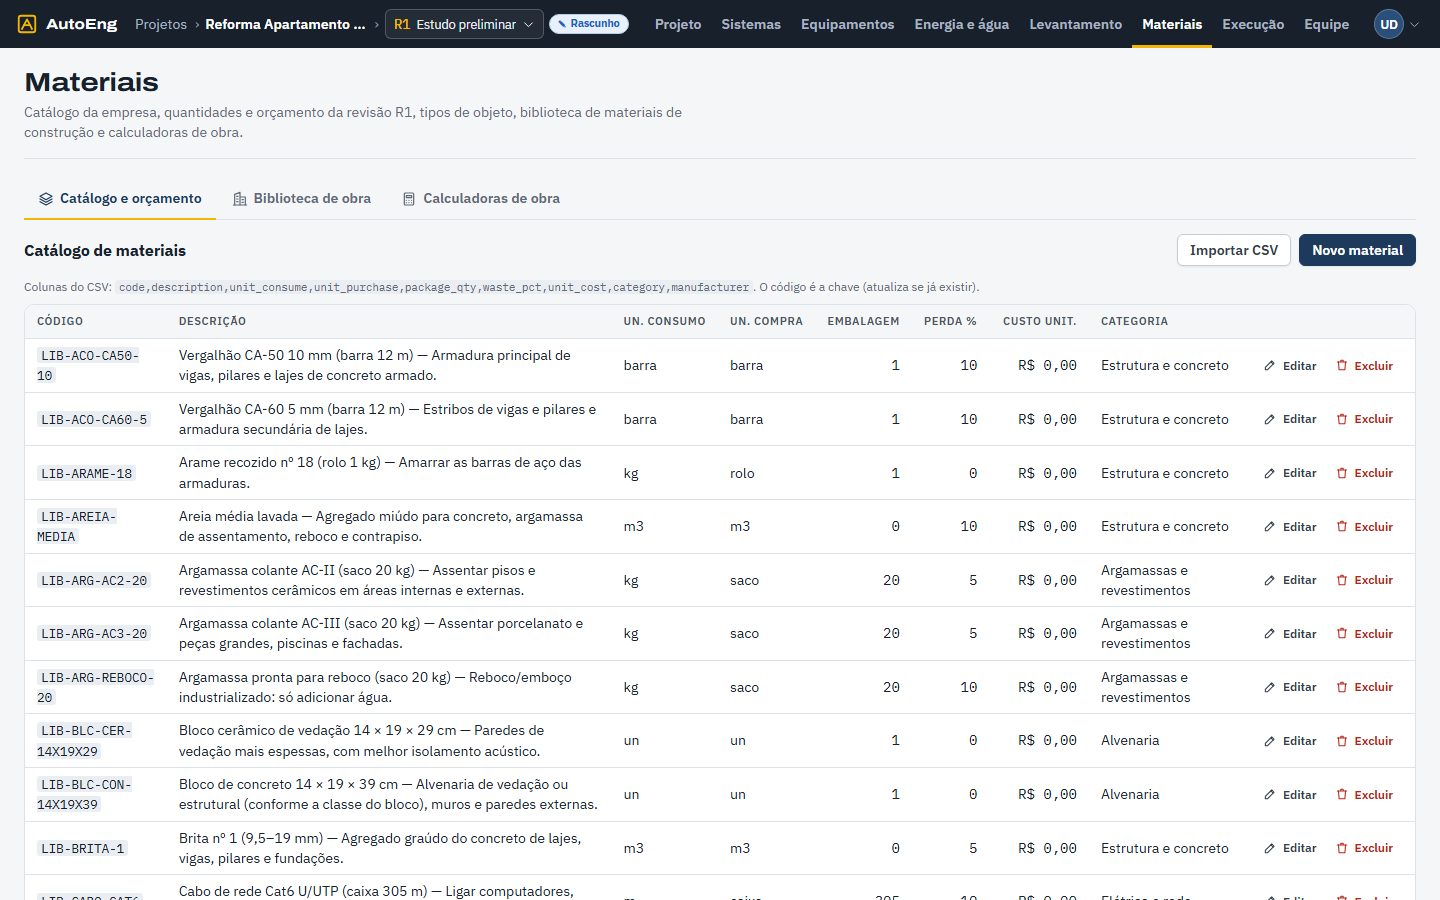 AutoEng Projetos › Reforma Apartamento ... › R1 Estudo preliminar Rascunho Projeto Sistemas Equipamentos Energia e água Levantamento Materiais Execução Equipe UD
Materiais
Catálogo da empresa, quantidades e orçamento da revisão R1, tipos de objeto, biblioteca de materiais de
construção e calculadoras de obra.
Catálogo e orçamento Biblioteca de obra Calculadoras de obra
Catálogo de materiais Importar CSV Novo material
Colunas do CSV: code,description,unit_consume,unit_purchase,package_qty,waste_pct,unit_cost,category,manufacturer. O código é a chave (atualiza se já existir).
CÓDIGO DESCRIÇÃO UN. CONSUMO UN. COMPRA EMBALAGEM PERDA % CUSTO UNIT. CATEGORIA
LIB-ACO-CA50-
10 Vergalhão CA-50 10 mm (barra 12 m) — Armadura principal de
vigas, pilares e lajes de concreto armado. barra barra 1 10 R$ 0,00 Estrutura e concreto Editar Excluir
LIB-ACO-CA60-5 Vergalhão CA-60 5 mm (barra 12 m) — Estribos de vigas e pilares e
armadura secundária de lajes. barra barra 1 10 R$ 0,00 Estrutura e concreto Editar Excluir
LIB-ARAME-18 Arame recozido nº 18 (rolo 1 kg) — Amarrar as barras de aço das
armaduras. kg rolo 1 0 R$ 0,00 Estrutura e concreto Editar Excluir
LIB-AREIA-
MEDIA Areia média lavada — Agregado miúdo para concreto, argamassa
de assentamento, reboco e contrapiso. m3 m3 0 10 R$ 0,00 Estrutura e concreto Editar Excluir
LIB-ARG-AC2-20 Argamassa colante AC-II (saco 20 kg) — Assentar pisos e
revestimentos cerâmicos em áreas internas e externas. kg saco 20 5 R$ 0,00 Argamassas e
revestimentos Editar Excluir
LIB-ARG-AC3-20 Argamassa colante AC-III (saco 20 kg) — Assentar porcelanato e
peças grandes, piscinas e fachadas. kg saco 20 5 R$ 0,00 Argamassas e
revestimentos Editar Excluir
LIB-ARG-REBOCO-
20 Argamassa pronta para reboco (saco 20 kg) — Reboco/emboço
industrializado: só adicionar água. kg saco 20 10 R$ 0,00 Argamassas e
revestimentos Editar Excluir
LIB-BLC-CER-
14X19X29 Bloco cerâmico de vedação 14 × 19 × 29 cm — Paredes de
vedação mais espessas, com melhor isolamento acústico. un un 1 0 R$ 0,00 Alvenaria Editar Excluir
LIB-BLC-CON-
14X19X39 Bloco de concreto 14 × 19 × 39 cm — Alvenaria de vedação ou
estrutural (conforme a classe do bloco), muros e paredes externas. un un 1 0 R$ 0,00 Alvenaria Editar Excluir
LIB-BRITA-1 Brita nº 1 (9,5–19 mm) — Agregado graúdo do concreto de lajes,
vigas, pilares e fundações. m3 m3 0 5 R$ 0,00 Estrutura e concreto Editar Excluir
Cabo de rede Cat6 U/UTP (caixa 305 m) — Ligar computadores,